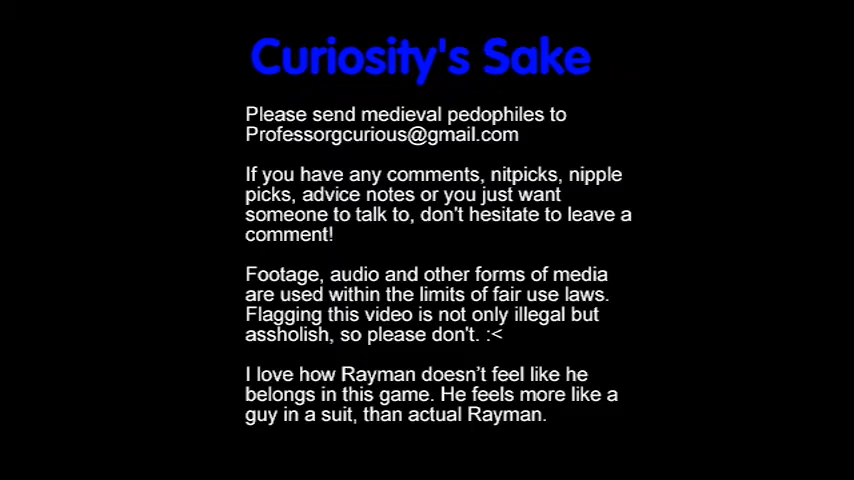 Curiosity's Sake
Please send medieval pedophiles to
Professorgcurious@gmail.com
If you have any comments, nitpicks, nipple
picks, advice notes or you just want
someone to talk to, don't hesitate to leave a
comment!
Footage, audio and other forms of media
are used within the limits of fair use laws.
Flagging this video is not only illegal but
assholish, so please don't. :<
I love how Rayman doesn’t feel like he
belongs in this game. He feels more like a
guy in a suit, than actual Rayman.